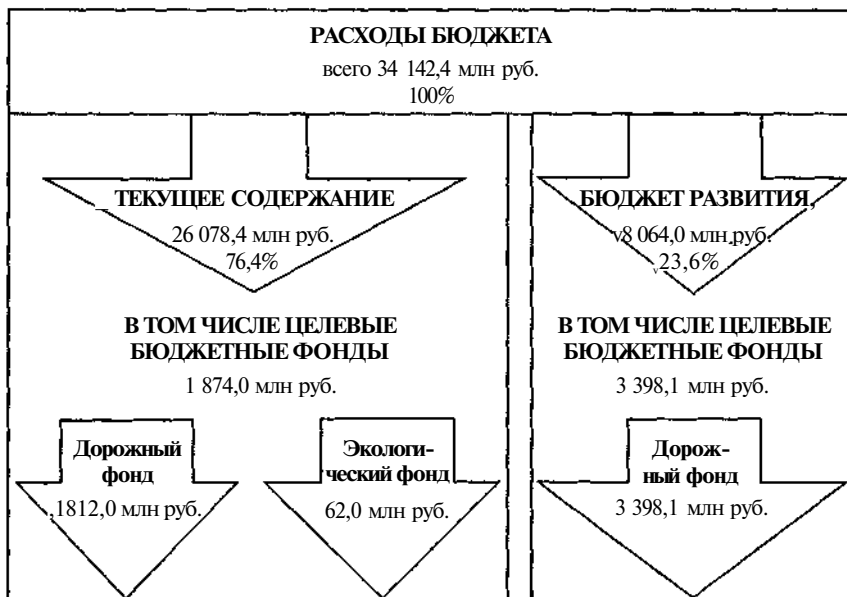 РАСХОДЫ БЮДЖЕТА
всего 34 142,4 млн руб.
100%
ТЕКУЩЕЕ СОДЕРЖАНИЕ
26 078,4 млн руб.
76,4%
В ТОМ ЧИСЛЕ ЦЕЛЕВЫЕ
БЮДЖЕТНЫЕ ФОНДЫ
1 874,0 млн руб.
Дорожный
фонд
1812,0 млн руб.
Экологи-
ческий фонд
62,0 млн руб.
БЮДЖЕТ РАЗВИТИЯ
8 064,0 млн руб.
23,6%
В ТОМ ЧИСЛЕ ЦЕЛЕВЫЕ
БЮДЖЕТНЫЕ ФОНДЫ
3 398,1 млн руб.
Дорож-
ный фонд
3 398,1 млн руб.